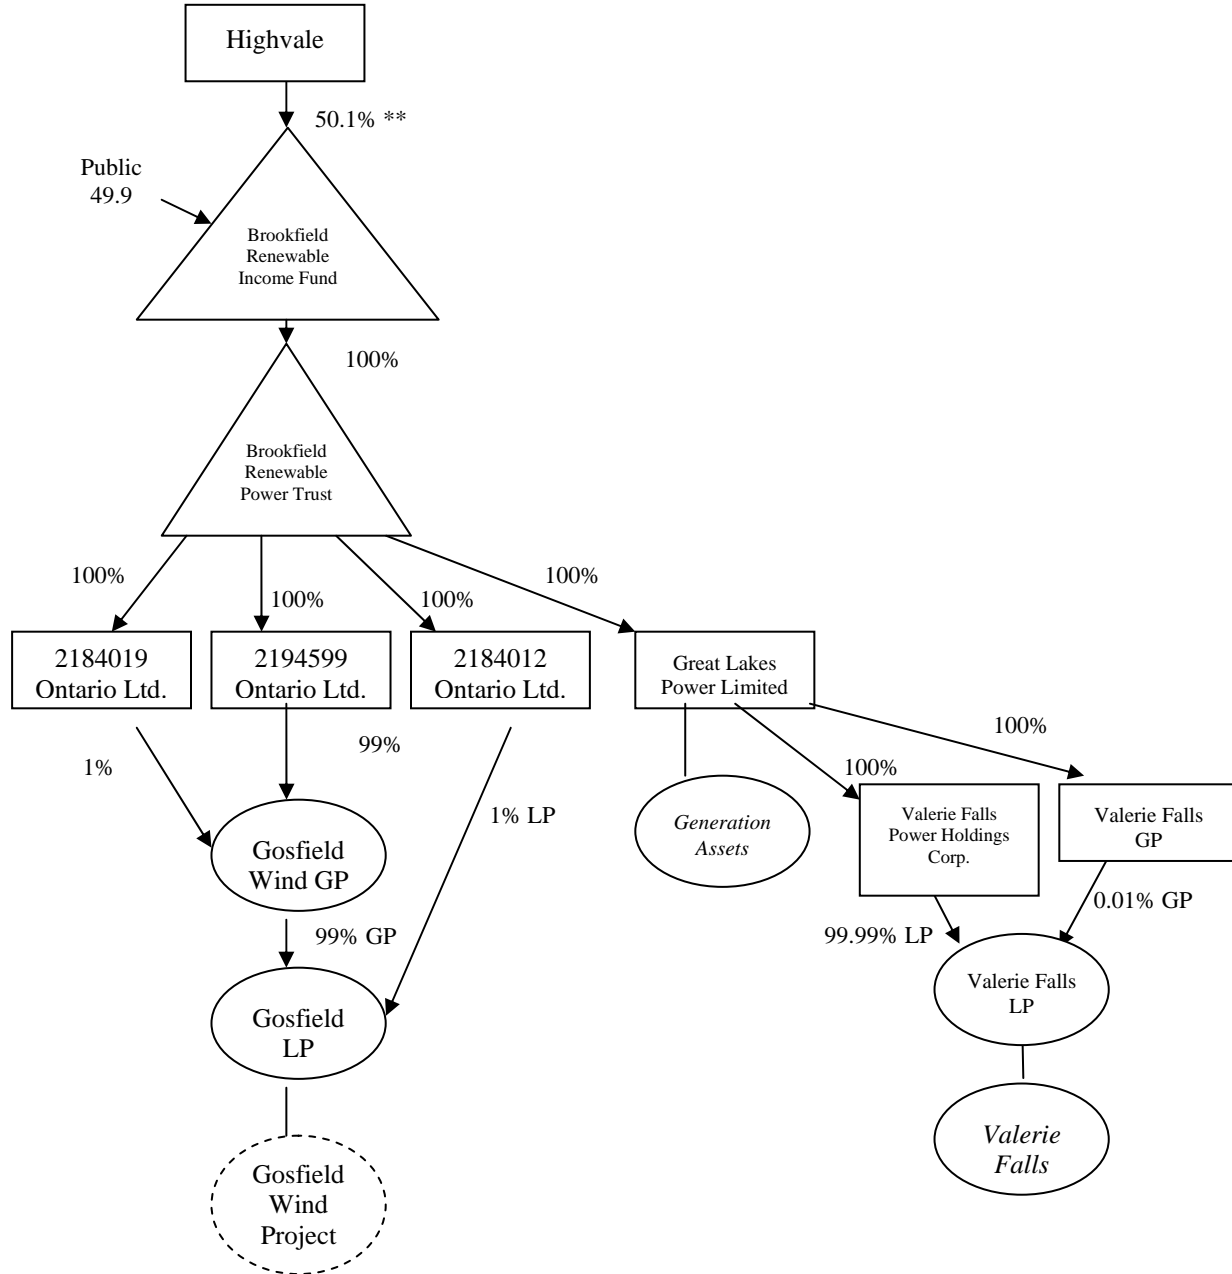 Highvale
50.1% **
Public
49.9
Brookfield
Renewable
Income Fund
100%
Brookfield
Renewable
Power Trust
100%
100%
100%
100%
2184019
Ontario Ltd.
2194599
Ontario Ltd.
2184012
Ontario Ltd.
Great Lakes
Power Limited
1%
99%
1% LP
100%
100%
Gosfield
Wind GP
Generation
Assets
Valerie Falls
Power Holdings
Corp.
Valerie Falls
GP
99% GP
99.99% LP
0.01% GP
Gosfield
LP
Valerie Falls
LP
Gosfield
Wind
Project
Valerie
Falls